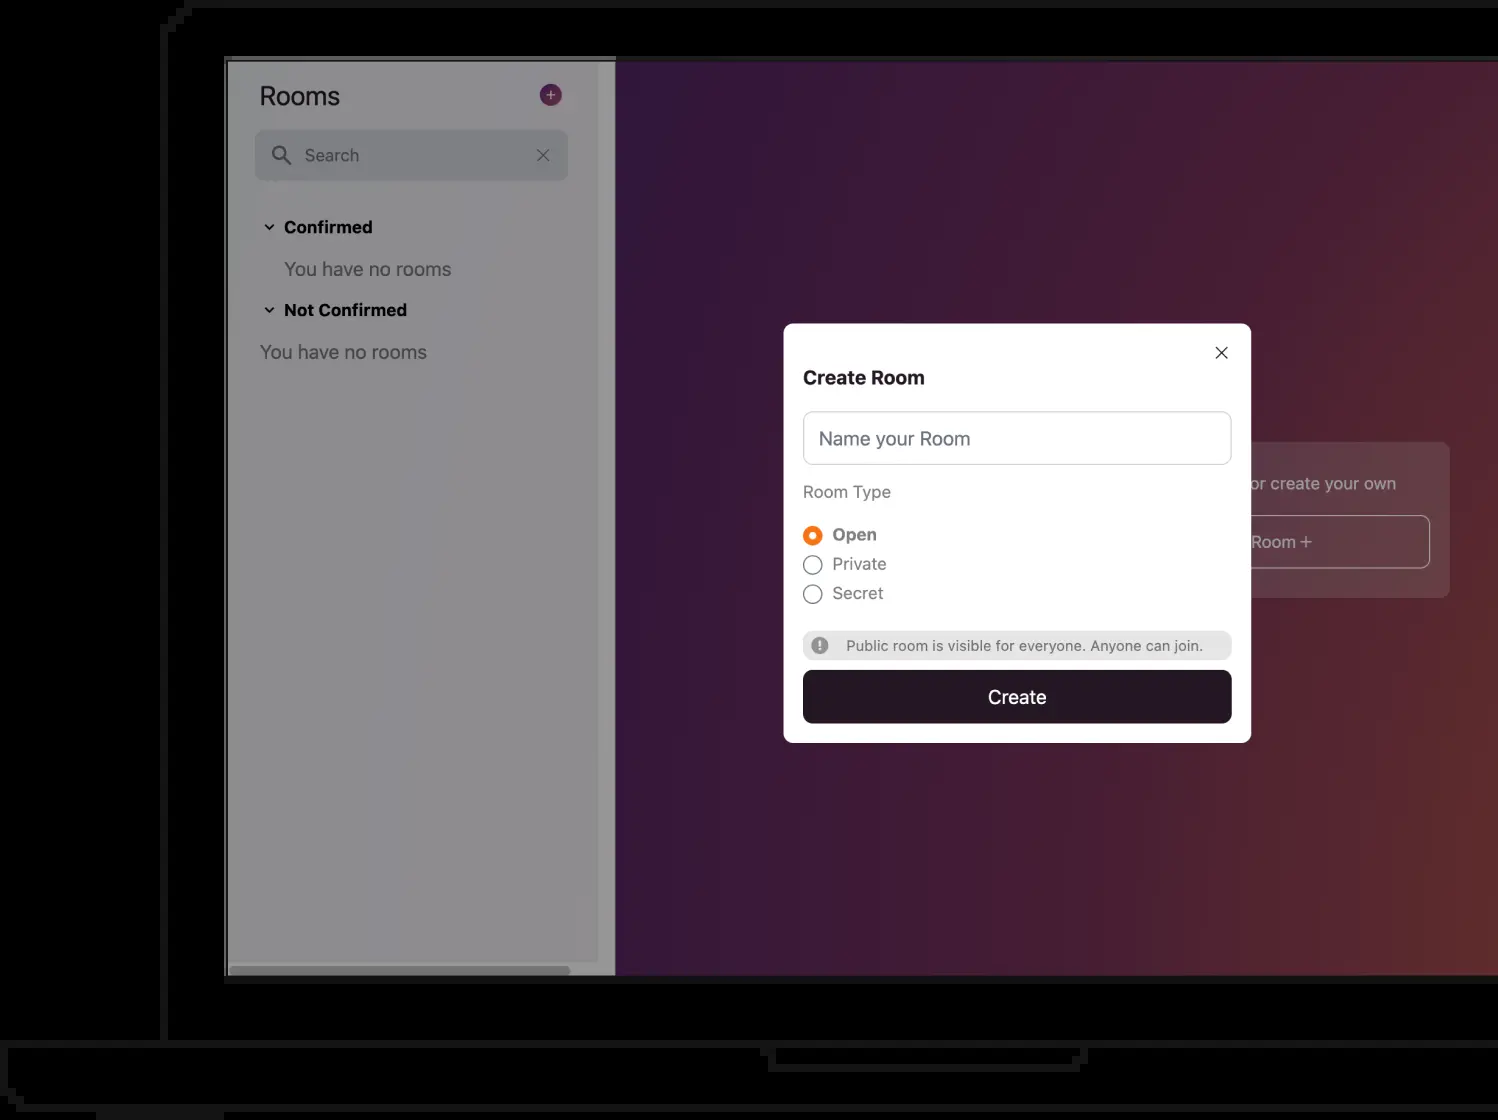 Rooms
Search
Confirmed
You have no rooms
Not Confirmed
You have no rooms
Create Room
Name your Room
Room Type
Open
Private
Secret
Public room is visible for everyone. Anyone can join.
Create
or create your own
Room +